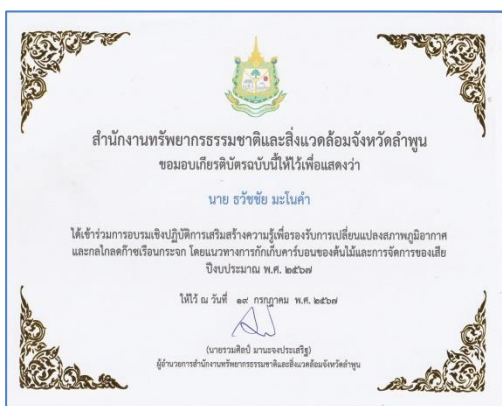 สำนักงานทรัพยากรธรรมชาติและสิ่งแวดล้อมจังหวัดลำพูน
ขอมอบเกียรติบัตรฉบับนี้ให้ไว้เพื่อแสดงว่า
นาย ธวัชชัย มะโนคำ
ได้เข้าร่วมการอบรมเชิงปฏิบัติการเสริมสร้างความรู้เพื่อรองรับการเปลี่ยนแปลงสภาพภูมิอากาศ
และกลไกลดก๊าซเรือนกระจก โดยแนวทางการกักเก็บคาร์บอนของต้นไม้และการจัดการของเสีย
ปีงบประมาณ พ.ศ. ๒๕๖๗
ให้ไว้ ณ วันที่ ๑๙ กรกฎาคม พ.ศ. ๒๕๖๗
(นายรวมศิลป์ มานะจงประเสริฐ)
ผู้อำนวยการสำนักงานทรัพยากรธรรมชาติและสิ่งแวดล้อมจังหวัดลำพูน